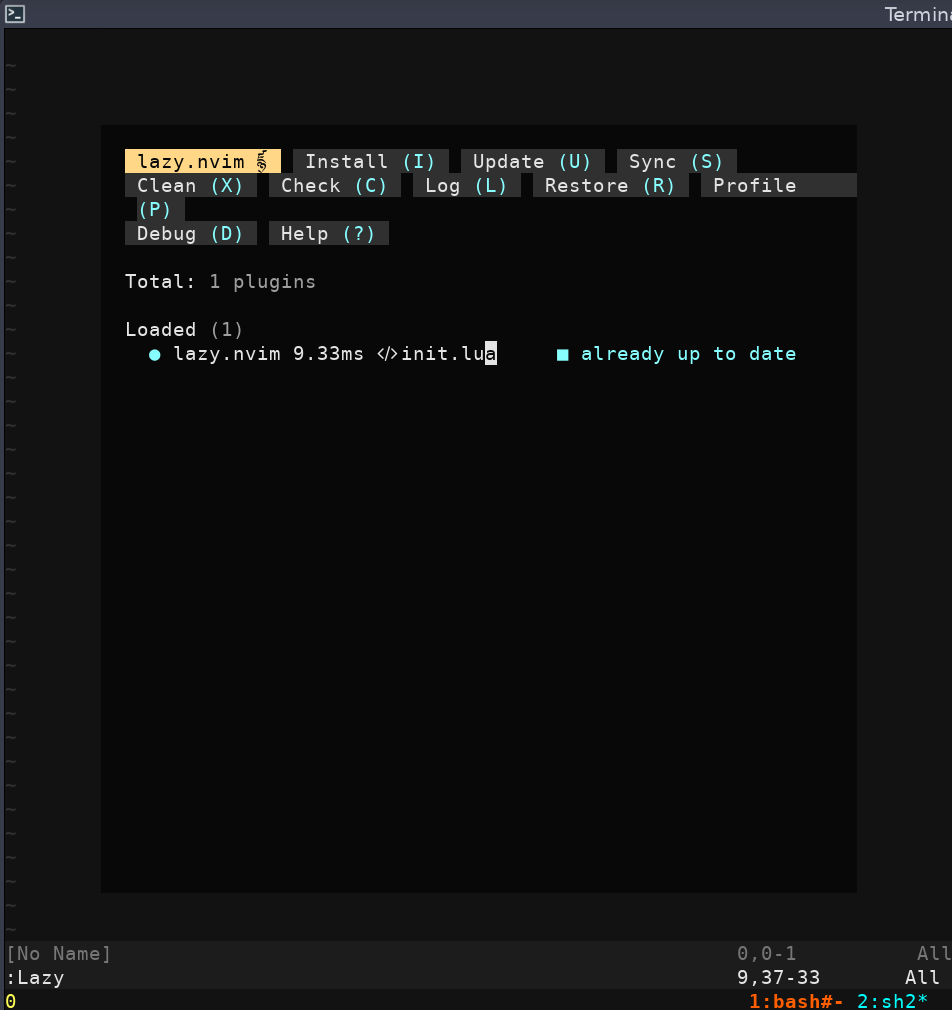 Termina
lazy.nvim Install (I) Update (U) Sync (S)
Clean (X) Check (C) Log (L) Restore (R) Profile
(P)
Debug (D) Help (?)
Total: 1 plugins
Loaded (1)
● lazy.nvim 9.33ms </>init.lua ■ already up to date
[No Name] 0,0-1 All
:Lazy 9,37-33 All
0 1:bash#- 2:sh2*